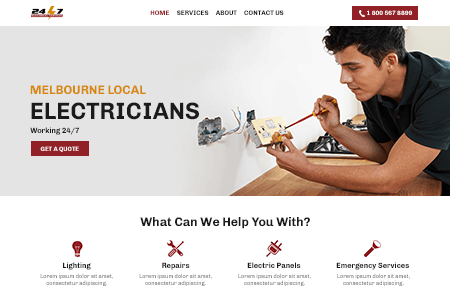 24 7
HOME SERVICES ABOUT CONTACT US
1 800 567 8899
MELBOURNE LOCAL
ELECTRICIANS
Working 24/7
GET A QUOTE
What Can We Help You With?
Lighting Repairs Electric Panels Emergency Services
Lorem ipsum dolor sit amet, Lorem ipsum dolor sit amet, Lorem ipsum dolor sit amet, Lorem ipsum dolor sit amet,
consectetur adipiscing. consectetur adipiscing. consectetur adipiscing. consectetur adipiscing.